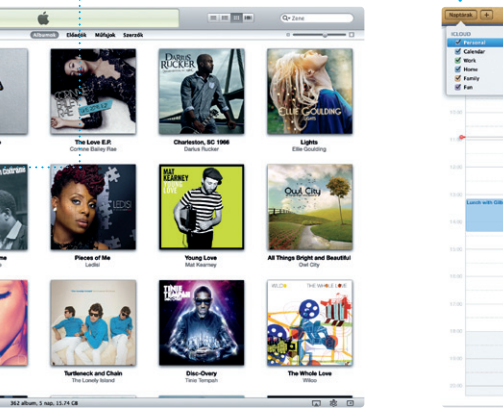 Zene
Albumok Előadók Műfajok Szerzők
DARIUS
RUCKER
ELLIE GOULDING
The Love E.P.
Corinne Bailey Rae
Charleston, SC 1966
Darius Rucker
Lights
Ellie Goulding
LEDISI
MAT
KEARNEY
YOUNG
LOVE
Owl City
Pieces of Me
Ledisi
Young Love
Mat Kearney
All Things Bright and Beautiful
Owl City
TINIE
TEMPAH
WILCO THE WHOLE LOVE
Turtleneck and Chain
The Lonely Island
Disc-Overy
Tinie Tempah
The Whole Love
Wilco
362 album, 5 nap, 15.74 GB
Naptárak +
ICLOUD
Personal
Calendar
Work
Home
Family
Fun
Lunch with